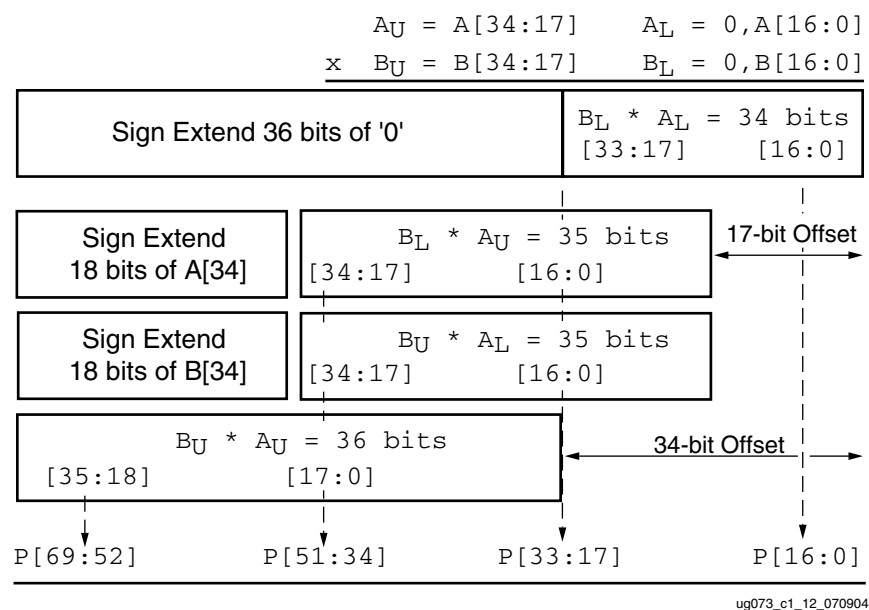 AU = A[34:17] AL = 0,A[16:0]
x BU = B[34:17] BL = 0,B[16:0]
Sign Extend 36 bits of '0'
BL * AL = 34 bits
[33:17] [16:0]
Sign Extend
18 bits of A[34]
BL * AU = 35 bits
[34:17] [16:0]
17-bit Offset
Sign Extend
18 bits of B[34]
BU * AL = 35 bits
[34:17] [16:0]
BU * AU = 36 bits
[35:18] [17:0]
34-bit Offset
P[69:52] P[51:34] P[33:17] P[16:0]
ug073_c1_12_070904